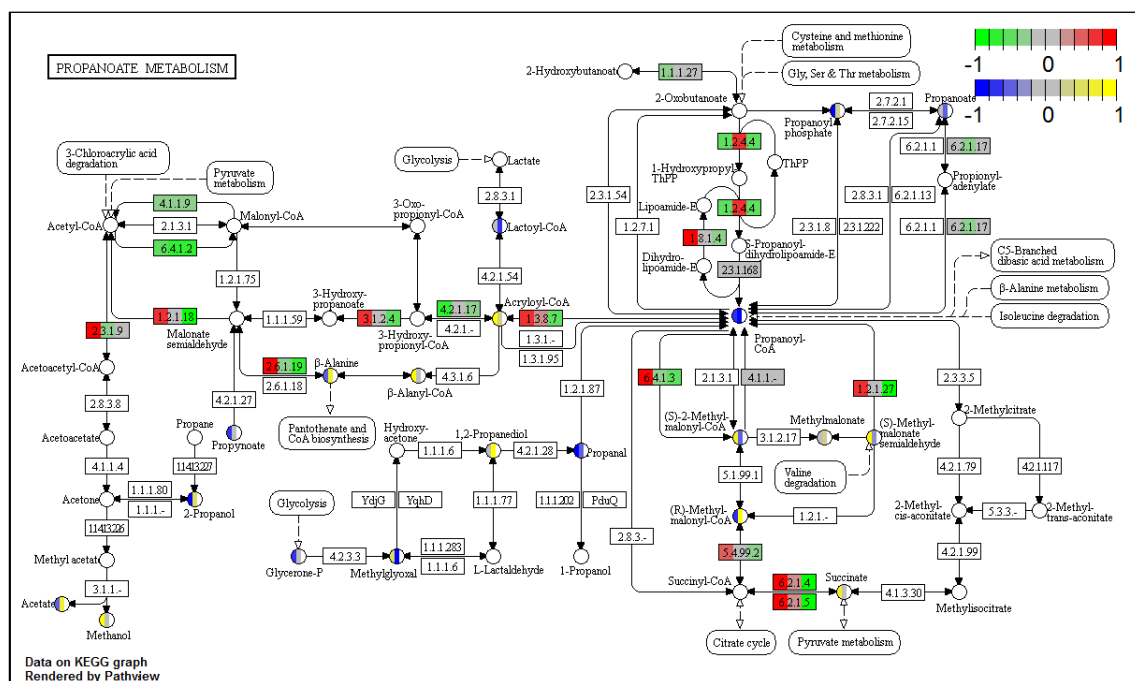 PROPANOATE METABOLISM
Cysteine and methionine
metabolism
Gly, Ser & Thr metabolism
-1 0 1
-1 0 1
2-Hydroxybutanoate
1.1.1.27
2-Oxobutanoate
Propanoyl
phosphate
2.7.2.1
2.7.2.15
Propanoate
3-Chloroacrylic acid
degradation
Pyruvate
metabolism
Glycolysis
Lactate
2.8.3.1
1.2.4.4
1-Hydroxypropyl
ThPP
ThPP
6.2.1.1
6.2.1.17
Propionyl-
adenylate
4.1.1.9
2.1.3.1
6.4.1.2
Acetyl-CoA
Malonyl-CoA
3-Oxo-
propionyl-CoA
Lactoyl-CoA
2.3.1.54
1.2.7.1
Lipoamide-E
1.2.4.4
1.8.1.4
Dihydro-
lipoamide-E
S-Propanoyl-
dihydrolipoamide-E
2.3.1.168
2.3.1.8
2.3.1.222
2.8.3.1
6.2.1.13
6.2.1.1
6.2.1.17
C5-Branched
dibasic acid metabolism
β-Alanine metabolism
Isoleucine degradation
1.2.1.75
4.2.1.54
3-Hydroxy-
propanoate
4.2.1.17
4.2.1.-
Acryloyl-CoA
2.3.1.9
1.2.1.18
Malonate
semialdehyde
1.1.1.59
3.1.2.4
3-Hydroxy-
propionyl-CoA
1.3.8.7
1.3.1.-
1.3.1.95
Propanoyl-
CoA
2.6.1.19
2.6.1.18
β-Alanine
β-Alanyl-CoA
4.3.1.6
1.2.1.87
6.4.1.3
2.1.3.1
4.1.1.-
1.2.1.27
2.3.3.5
Acetoacetyl-CoA
2.8.3.8
4.2.1.27
Pantothenate and
CoA biosynthesis
(S)-2-Methyl-
malonyl-CoA
3.1.2.17
Methylmalonate
(S)-Methyl-
malonate
semialdehyde
2-Methylcitrate
Acetoacetate
Propane
Propynoate
Hydroxy-
acetone
1.1.1.6
1,2-Propanediol
4.2.1.28
Propanal
4.1.1.4
1.14.13.227
5.1.99.1
Valine
degradation
4.2.1.79
4.2.1.117
Acetone
1.1.1.80
1.1.1.-
2-Propanol
Glycolysis
YdjG
YqhD
1.1.1.77
1.1.1.202
PduQ
(R)-Methyl-
malonyl-CoA
1.2.1.-
2-Methyl-
cis-aconitate
5.3.3.-
2-Methyl-
trans-aconitate
1.14.13.226
2.8.3.-
5.4.99.2
4.2.1.99
Methyl acetat
Glycerone-P
4.2.3.3
Methylglyoxal
1.1.1.283
1.1.1.6
L-Lactaldehyde
1-Propanol
3.1.1.-
Succinyl-CoA
6.2.1.4
6.2.1.5
Succinate
4.1.3.30
Methylisocitrate
Acetate
Methanol
Citrate cycle
Pyruvate metabolism
Data on KEGG graph
Rendered by Pathview